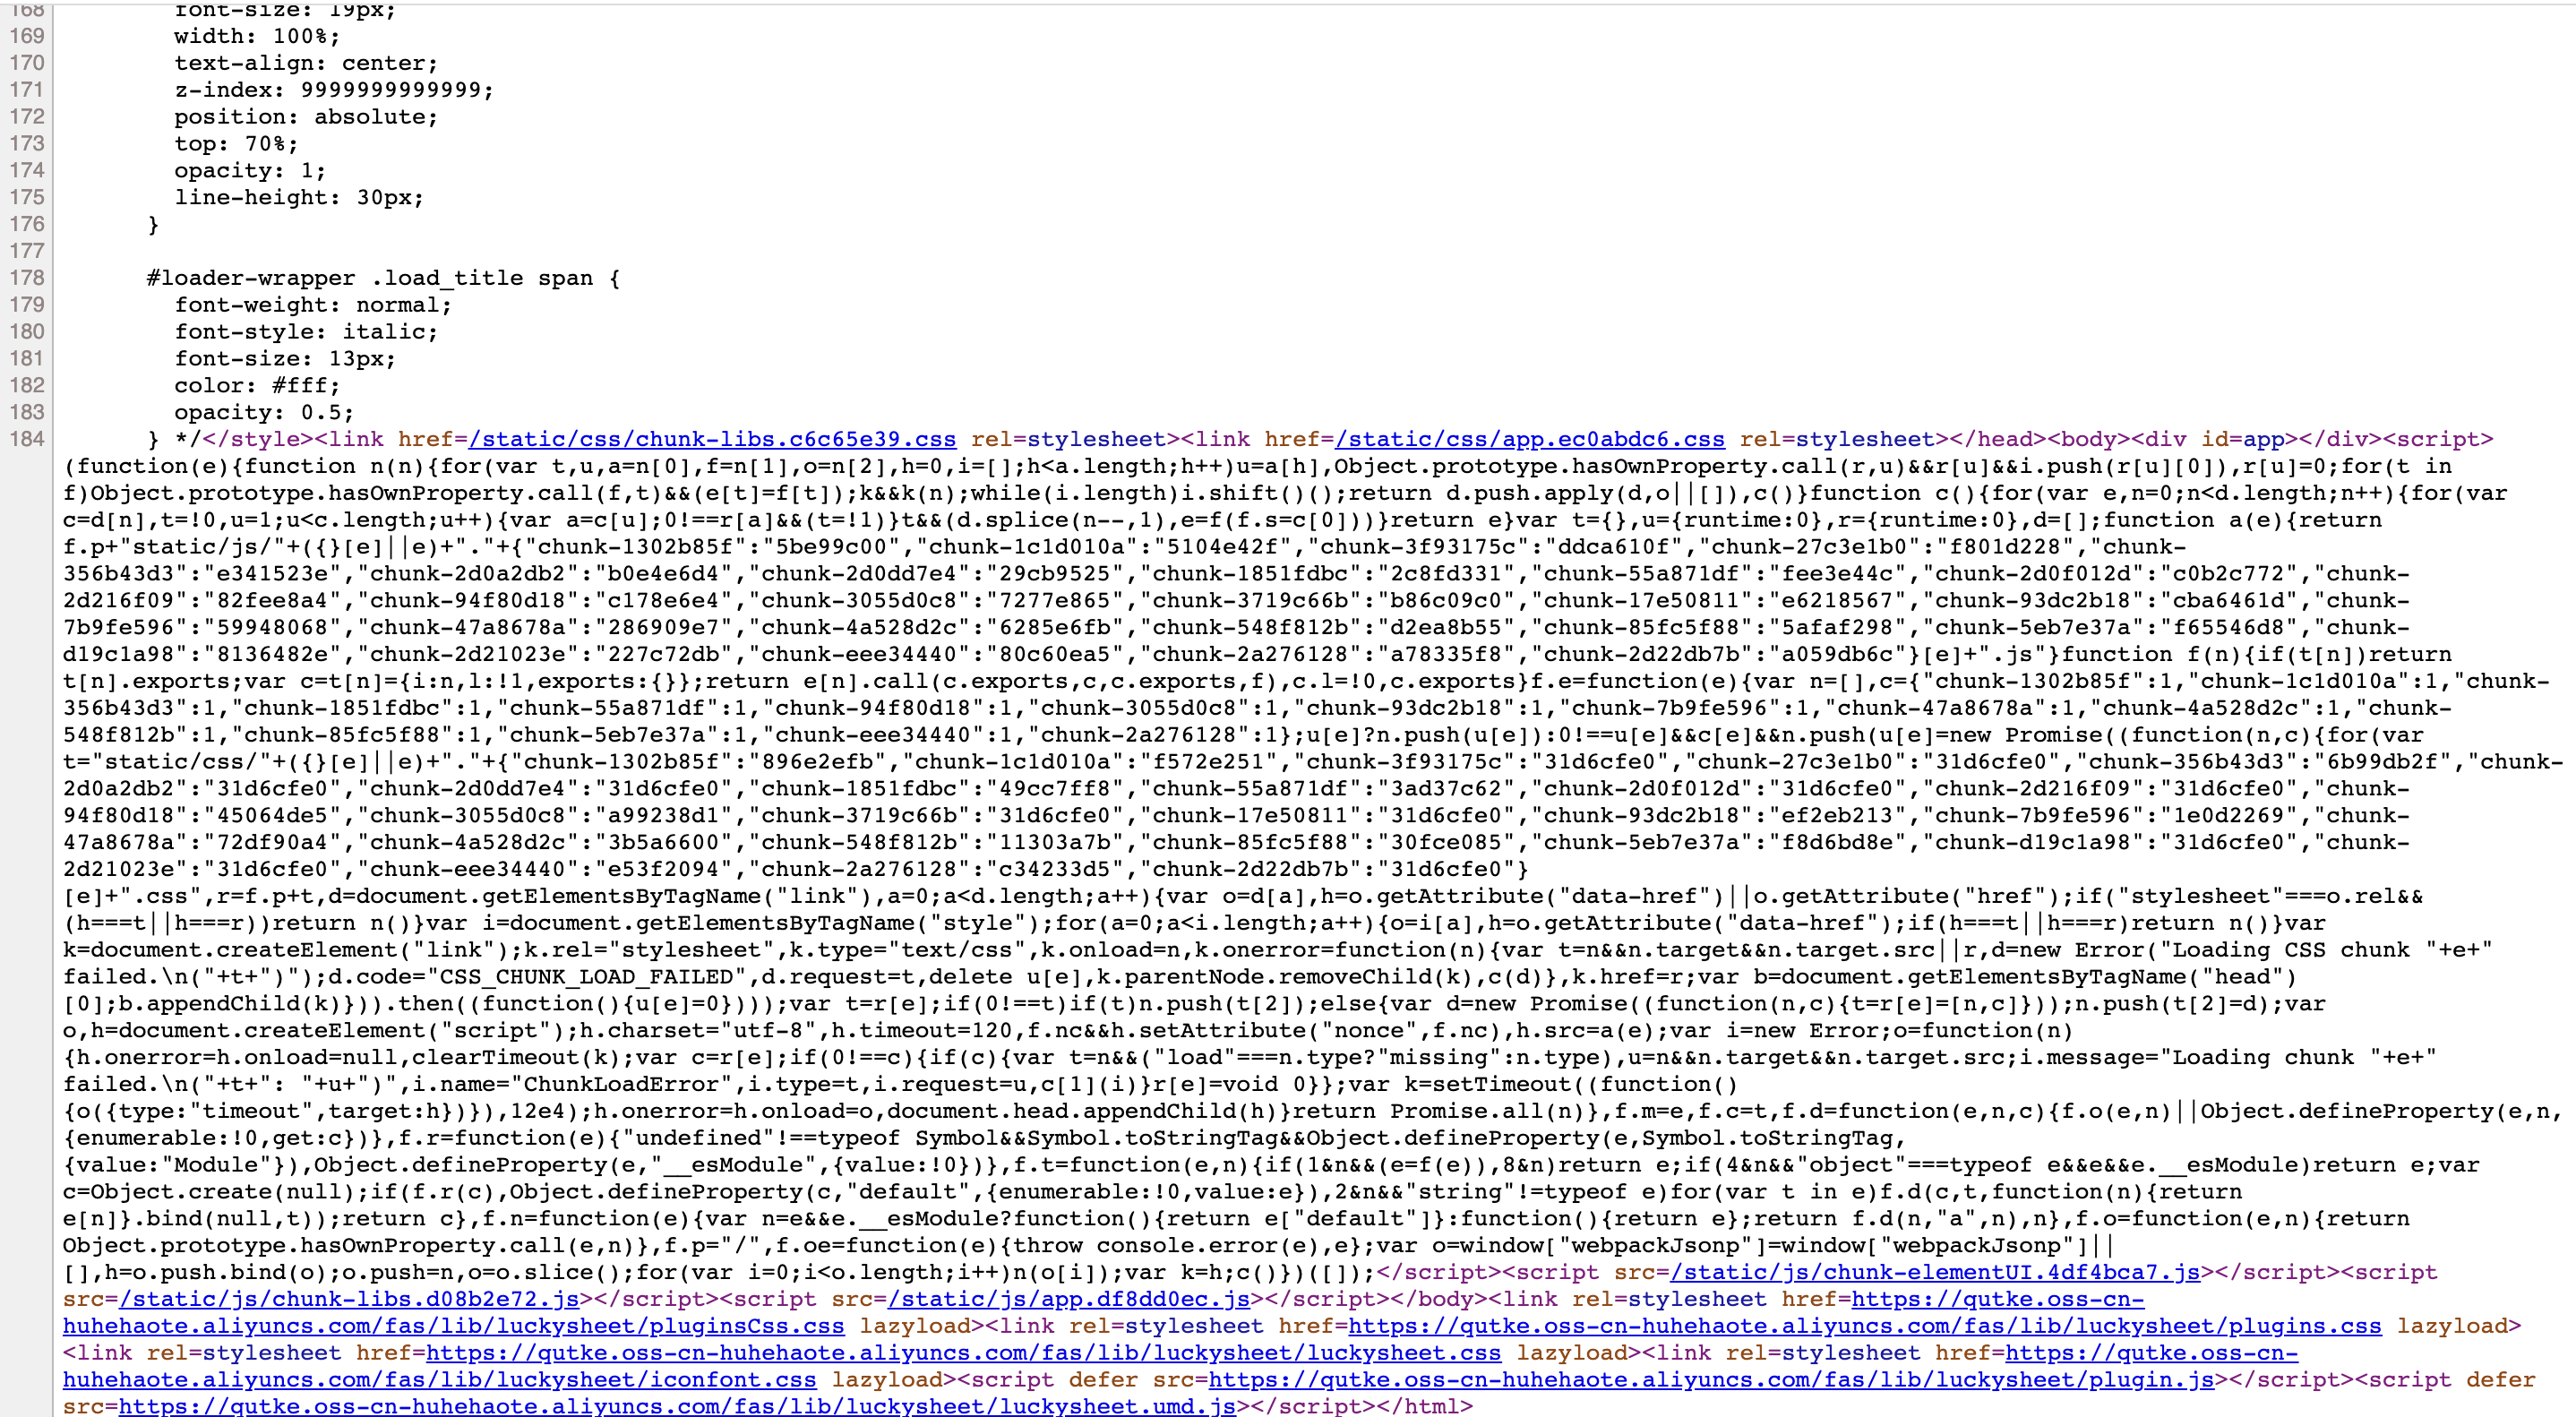 168         font-size: 19px;
169         width: 100%;
170         text-align: center;
171         z-index: 9999999999999;
172         position: absolute;
173         top: 70%;
174         opacity: 1;
175         line-height: 30px;
176       }
177
178       #loader-wrapper .load_title span {
179         font-weight: normal;
180         font-style: italic;
181         font-size: 13px;
182         color: #fff;
183         opacity: 0.5;
184       } */</style><link href=/static/css/chunk-libs.c6c65e39.css rel=stylesheet><link href=/static/css/app.ec0abdc6.css rel=stylesheet></head><body><div id=app></div><script>
(function(e){function n(n){for(var t,u,a=n[0],f=n[1],o=n[2],h=0,i=[];h<a.length;h++)u=a[h],Object.prototype.hasOwnProperty.call(r,u)&&r[u]&&i.push(r[u][0]),r[u]=0;for(t in
f)Object.prototype.hasOwnProperty.call(f,t)&&(e[t]=f[t]);k&&k(n);while(i.length)i.shift()();return d.push.apply(d,o||[]),c()}function c(){for(var e,n=0;n<d.length;n++){for(var
c=d[n],t=!0,u=1;u<c.length;u++){var a=c[u];0!==r[a]&&(t=!1)}t&&(d.splice(n--,1),e=f(f.s=c[0]))}return e}var t={},u={runtime:0},r={runtime:0},d=[];function a(e){return
f.p+"static/js/"+({}[e]||e)+"."+{"chunk-1302b85f":"5be99c00","chunk-1c1d010a":"5104e42f","chunk-3f93175c":"ddca610f","chunk-27c3e1b0":"f801d228","chunk-
356b43d3":"e341523e","chunk-2d0a2db2":"b0e4e6d4","chunk-2d0dd7e4":"29cb9525","chunk-1851fdbc":"2c8fd331","chunk-55a871df":"fee3e44c","chunk-2d0f012d":"c0b2c772","chunk-
2d216f09":"82fee8a4","chunk-94f80d18":"c178e6e4","chunk-3055d0c8":"7277e865","chunk-3719c66b":"b86c09c0","chunk-17e50811":"e6218567","chunk-93dc2b18":"cba6461d","chunk-
7b9fe596":"59948068","chunk-47a8678a":"286909e7","chunk-4a528d2c":"6285e6fb","chunk-548f812b":"d2ea8b55","chunk-85fc5f88":"5afaf298","chunk-5eb7e37a":"f65546d8","chunk-
d19c1a98":"8136482e","chunk-2d21023e":"227c72db","chunk-eee34440":"80c60ea5","chunk-2a276128":"a78335f8","chunk-2d22db7b":"a059db6c"}[e]+".js"}function f(n){if(t[n])return
t[n].exports;var c=t[n]={i:n,l:!1,exports:{}};return e[n].call(c.exports,c,c.exports,f),c.l=!0,c.exports}f.e=function(e){var n=[],c={"chunk-1302b85f":1,"chunk-1c1d010a":1,"chunk-
356b43d3":1,"chunk-1851fdbc":1,"chunk-55a871df":1,"chunk-94f80d18":1,"chunk-3055d0c8":1,"chunk-93dc2b18":1,"chunk-7b9fe596":1,"chunk-47a8678a":1,"chunk-4a528d2c":1,"chunk-
548f812b":1,"chunk-85fc5f88":1,"chunk-5eb7e37a":1,"chunk-eee34440":1,"chunk-2a276128":1};u[e]?n.push(u[e]):0!==u[e]&&c[e]&&n.push(u[e]=new Promise((function(n,c){for(var
t="static/css/"+({}[e]||e)+"."+{"chunk-1302b85f":"896e2efb","chunk-1c1d010a":"f572e251","chunk-3f93175c":"31d6cfe0","chunk-27c3e1b0":"31d6cfe0","chunk-356b43d3":"6b99db2f","chunk-
2d0a2db2":"31d6cfe0","chunk-2d0dd7e4":"31d6cfe0","chunk-1851fdbc":"49cc7ff8","chunk-55a871df":"3ad37c62","chunk-2d0f012d":"31d6cfe0","chunk-2d216f09":"31d6cfe0","chunk-
94f80d18":"45064de5","chunk-3055d0c8":"a99238d1","chunk-3719c66b":"31d6cfe0","chunk-17e50811":"31d6cfe0","chunk-93dc2b18":"ef2eb213","chunk-7b9fe596":"1e0d2269","chunk-
47a8678a":"72df90a4","chunk-4a528d2c":"3b5a6600","chunk-548f812b":"11303a7b","chunk-85fc5f88":"30fce085","chunk-5eb7e37a":"f8d6bd8e","chunk-d19c1a98":"31d6cfe0","chunk-
2d21023e":"31d6cfe0","chunk-eee34440":"e53f2094","chunk-2a276128":"c34233d5","chunk-2d22db7b":"31d6cfe0"}
[e]+".css",r=f.p+t,d=document.getElementsByTagName("link"),a=0;a<d.length;a++){var o=d[a],h=o.getAttribute("data-href")||o.getAttribute("href");if("stylesheet"===o.rel&&
(h===t||h===r))return n()}var i=document.getElementsByTagName("style");for(a=0;a<i.length;a++){o=i[a],h=o.getAttribute("data-href");if(h===t||h===r)return n()}var
k=document.createElement("link");k.rel="stylesheet",k.type="text/css",k.onload=n,k.onerror=function(n){var t=n&&n.target&&n.target.src||r,d=new Error("Loading CSS chunk "+e+"
failed.\n("+t+")");d.code="CSS_CHUNK_LOAD_FAILED",d.request=t,delete u[e],k.parentNode.removeChild(k),c(d)},k.href=r;var b=document.getElementsByTagName("head")
[0];b.appendChild(k)})).then((function(){u[e]=0})));var t=r[e];if(0!==t)if(t)n.push(t[2]);else{var d=new Promise((function(n,c){t=r[e]=[n,c]}));n.push(t[2]=d);var
o,h=document.createElement("script");h.charset="utf-8",h.timeout=120,f.nc&&h.setAttribute("nonce",f.nc),h.src=a(e);var i=new Error;o=function(n)
{h.onerror=h.onload=null,clearTimeout(k);var c=r[e];if(0!==c){if(c){var t=n&&("load"===n.type?"missing":n.type),u=n&&n.target&&n.target.src;i.message="Loading chunk "+e+"
failed.\n("+t+": "+u+")",i.name="ChunkLoadError",i.type=t,i.request=u,c[1](i)}r[e]=void 0}};var k=setTimeout((function()
{o({type:"timeout",target:h})}),12e4);h.onerror=h.onload=o,document.head.appendChild(h)}return Promise.all(n)},f.m=e,f.c=t,f.d=function(e,n,c){f.o(e,n)||Object.defineProperty(e,n,
{enumerable:!0,get:c})},f.r=function(e){"undefined"!==typeof Symbol&&Symbol.toStringTag&&Object.defineProperty(e,Symbol.toStringTag,
{value:"Module"}),Object.defineProperty(e,"__esModule",{value:!0})},f.t=function(e,n){if(1&n&&(e=f(e)),8&n)return e;if(4&n&&"object"===typeof e&&e&&e.__esModule)return e;var
c=Object.create(null);if(f.r(c),Object.defineProperty(c,"default",{enumerable:!0,value:e}),2&n&&"string"!=typeof e)for(var t in e)f.d(c,t,function(n){return
e[n]}.bind(null,t));return c},f.n=function(e){var n=e&&e.__esModule?function(){return e["default"]}:function(){return e};return f.d(n,"a",n),n},f.o=function(e,n){return
Object.prototype.hasOwnProperty.call(e,n)},f.p="/",f.oe=function(e){throw console.error(e),e};var o=window["webpackJsonp"]=window["webpackJsonp"]||
[],h=o.push.bind(o);o.push=n,o=o.slice();for(var i=0;i<o.length;i++)n(o[i]);var k=h;c()})([]);</script><script src=/static/js/chunk-elementUI.4df4bca7.js></script><script
src=/static/js/chunk-libs.d08b2e72.js></script><script src=/static/js/app.df8dd0ec.js></script></body><link rel=stylesheet href=https://qutke.oss-cn-
huhehaote.aliyuncs.com/fas/lib/luckysheet/pluginsCss.css lazyload><link rel=stylesheet href=https://qutke.oss-cn-huhehaote.aliyuncs.com/fas/lib/luckysheet/plugins.css lazyload>
<link rel=stylesheet href=https://qutke.oss-cn-huhehaote.aliyuncs.com/fas/lib/luckysheet/luckysheet.css lazyload><link rel=stylesheet href=https://qutke.oss-cn-
huhehaote.aliyuncs.com/fas/lib/luckysheet/iconfont.css lazyload><script defer src=https://qutke.oss-cn-huhehaote.aliyuncs.com/fas/lib/luckysheet/plugin.js></script><script defer
src=https://qutke.oss-cn-huhehaote.aliyuncs.com/fas/lib/luckysheet/luckysheet.umd.js></script></html>